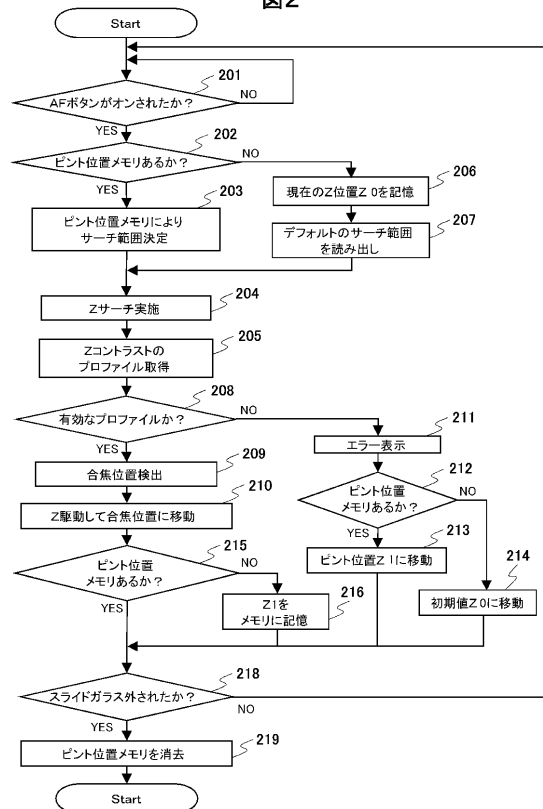 図2
Start
201
AFボタンがオンされたか？
NO
YES
202
ピント位置メモリあるか？
NO
YES
203
ピント位置メモリにより
サーチ範囲決定
206
現在のZ位置Z0を記憶
207
デフォルトのサーチ範囲
を読み出し
204
Zサーチ実施
205
Zコントラストの
プロファイル取得
208
有効なプロファイルか？
NO
YES
211
エラー表示
209
合焦位置検出
212
ピント位置
メモリあるか？
NO
YES
210
Z駆動して合焦位置に移動
213
ピント位置Z1に移動
214
初期値Z0に移動
215
ピント位置
メモリあるか？
NO
YES
216
Z1を
メモリに記憶
218
スライドガラス外されたか？
NO
YES
219
ピント位置メモリを消去
Start